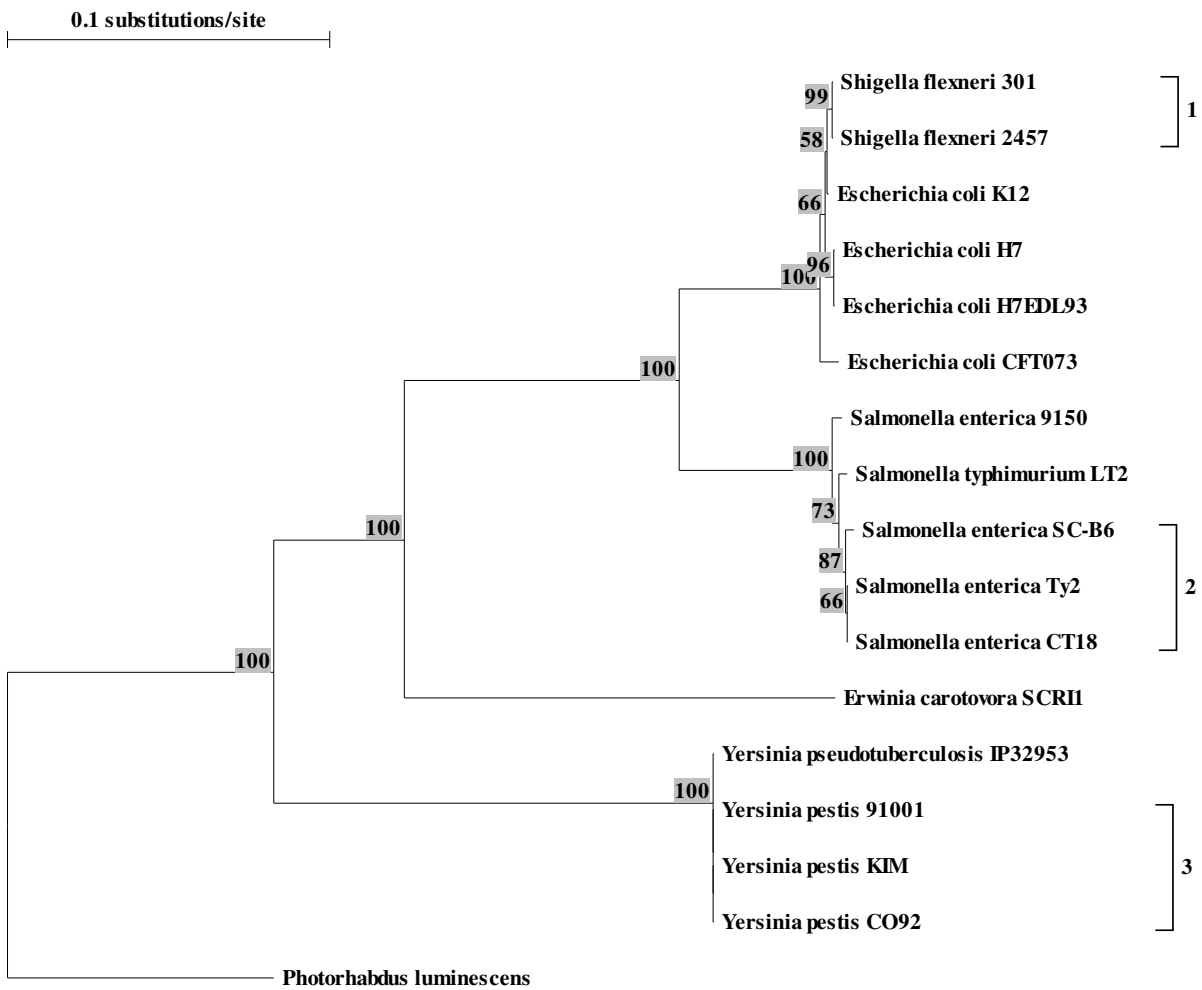 0.1 substitutions/site
99
Shigella flexneri 301
1
58
Shigella flexneri 2457
66
Escherichia coli K12
100
96
Escherichia coli H7
Escherichia coli H7EDL93
100
Escherichia coli CFT073
100
Salmonella enterica 9150
73
Salmonella typhimurium LT2
87
Salmonella enterica SC-B6
66
Salmonella enterica Ty2
2
Salmonella enterica CT18
100
100
Erwinia carotovora SCRI1
Yersinia pseudotuberculosis IP32953
100
Yersinia pestis 91001
Yersinia pestis KIM
3
Yersinia pestis CO92
Photorhabdus luminescens